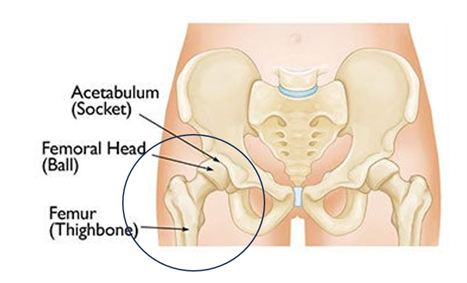 Acetabulum
(Socket)
Femoral Head
(Ball)
Femur
(Thighbone)